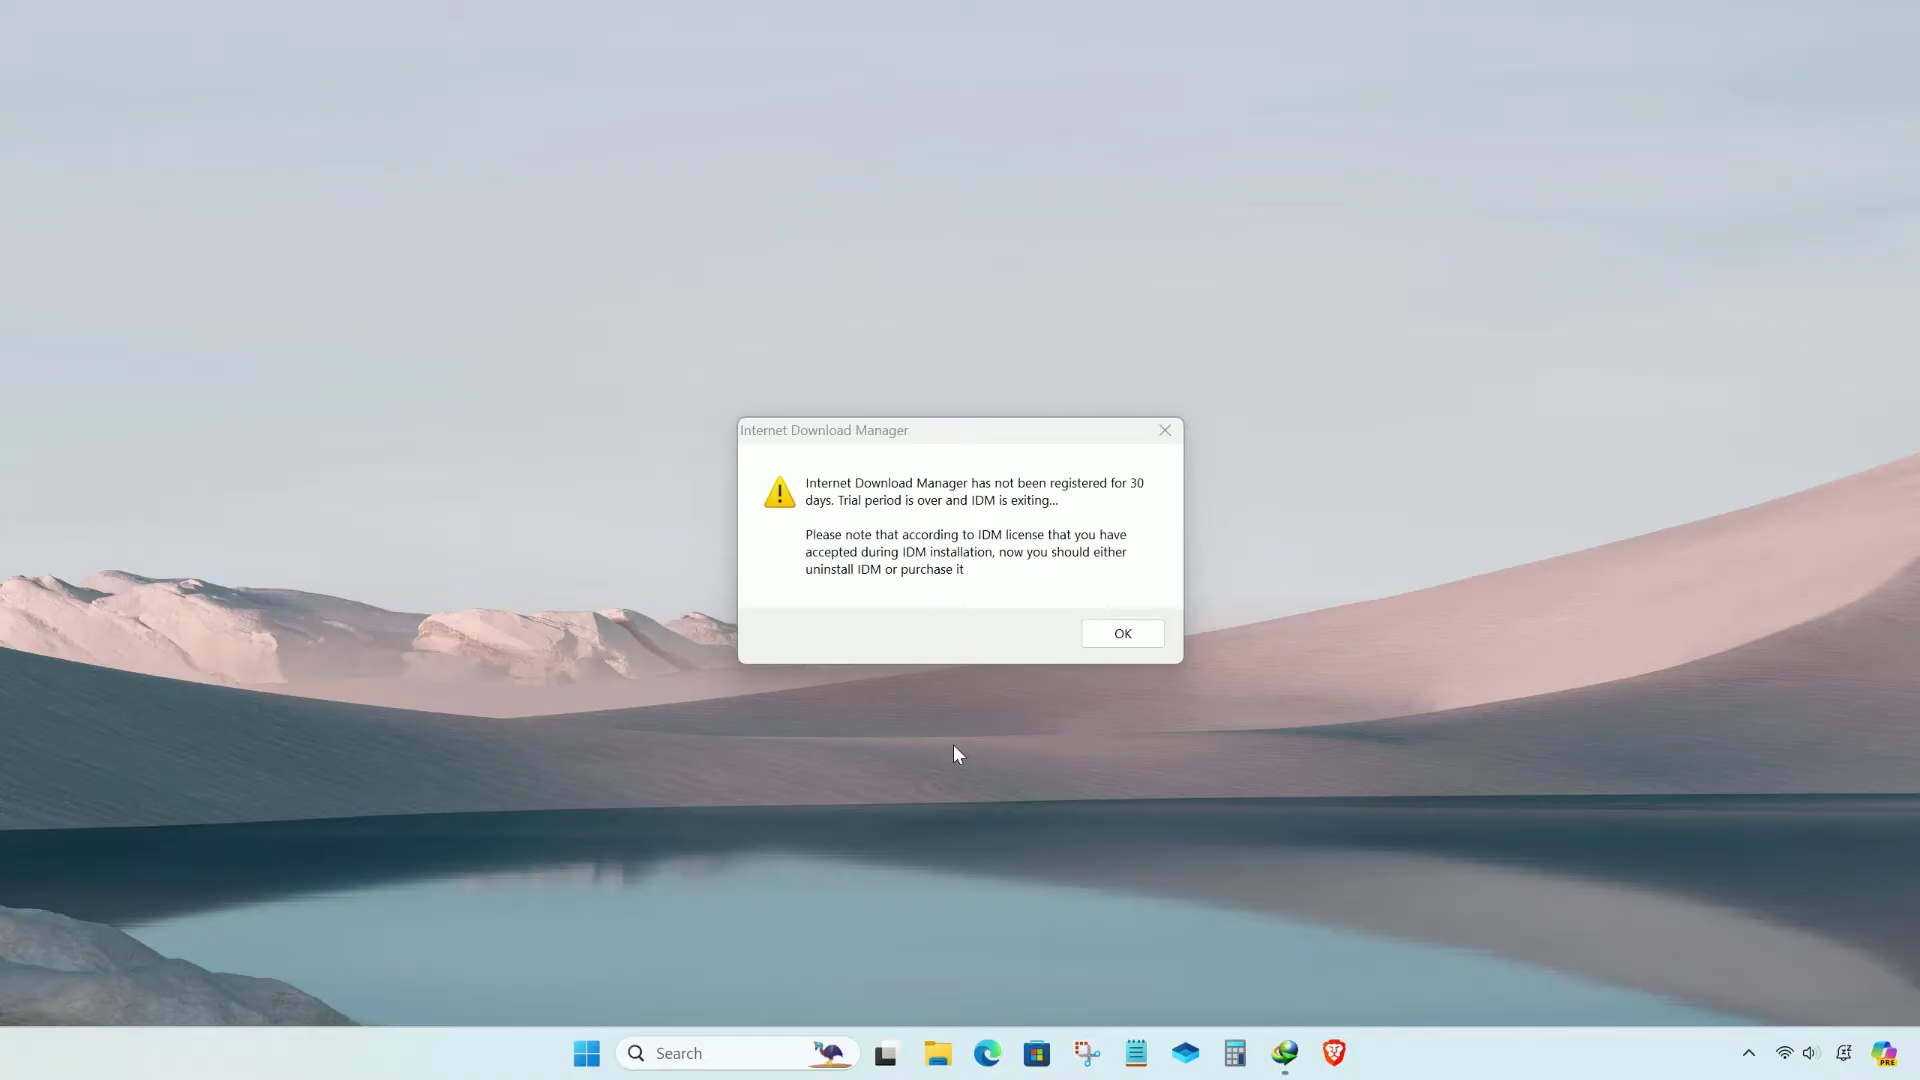 Internet Download Manager
Internet Download Manager has not been registered for 30
days. Trial period is over and IDM is exiting...
Please note that according to IDM license that you have
accepted during IDM installation, now you should either
uninstall IDM or purchase it
OK
Search
PRE